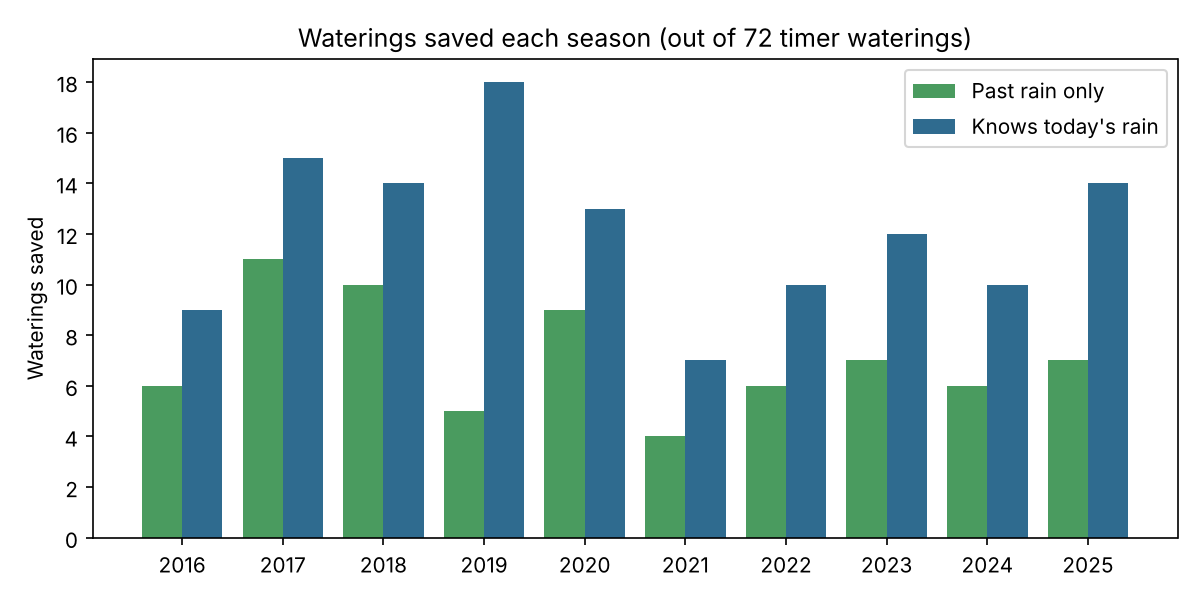 Waterings saved each season (out of 72 timer waterings)
Past rain only
Knows today's rain
Waterings saved
18
16
14
12
10
8
6
4
2
0
2016 2017 2018 2019 2020 2021 2022 2023 2024 2025